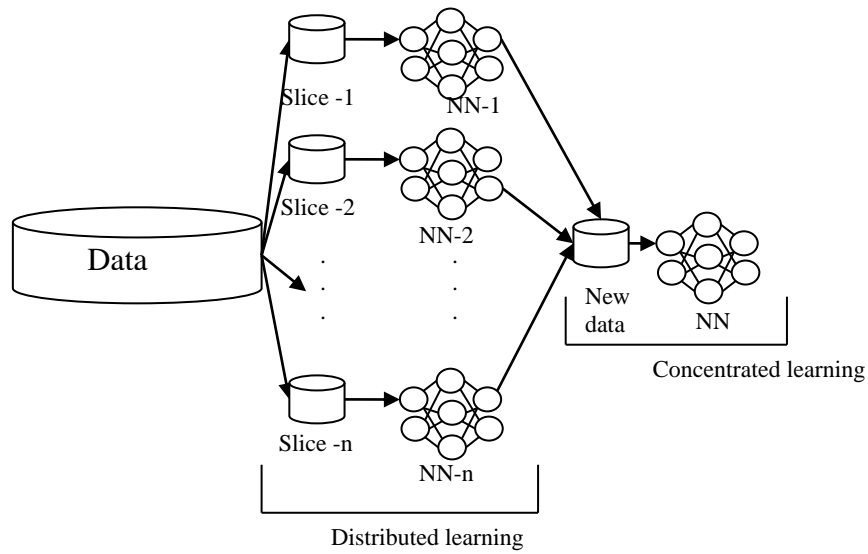 Slice -1
NN-1
Slice -2
NN-2
Data
. .
. .
. .
New
data
NN
Concentrated learning
Slice -n
NN-n
Distributed learning